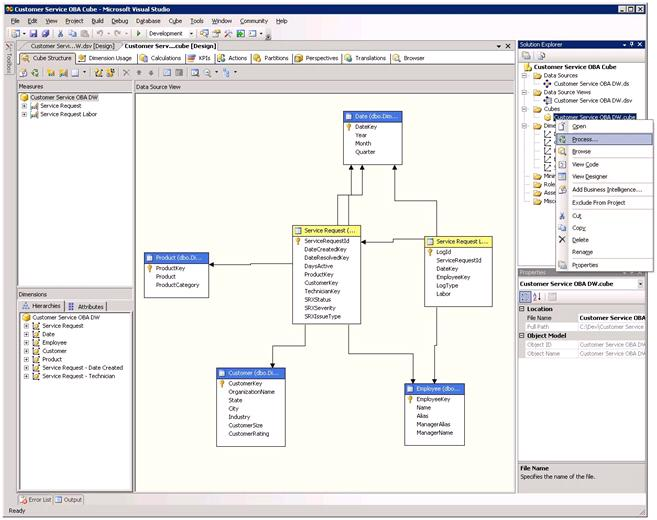 Customer Service OBA Cube - Microsoft Visual Studio
File Edit View Project Build Debug Database Cube Tools Window Community Help
Development
Toolbox
Customer Servi...W.dsv [Design] Customer Serv....cube [Design]
Cube Structure Dimension Usage Calculations KPIs Actions Partitions Perspectives Translations Browser
Measures
Customer Service OBA DW
Service Request
Service Request Labor
Dimensions
Hierarchies Attributes
Customer Service OBA DW
Service Request
Date
Employee
Customer
Product
Service Request - Date Created
Service Request - Technician
Data Source View
Date (dbo.Dim...
DateKey
Year
Month
Quarter
Product (dbo.Di...
ProductKey
Product
ProductCategory
Service Request (...
ServiceRequestId
DateCreatedKey
DateResolvedKey
DaysActive
ProductKey
CustomerKey
TechnicianKey
SRXStatus
SRXSeverity
SRXIssueType
Service Request L...
LogId
ServiceRequestId
DateKey
EmployeeKey
LogType
Labor
Customer (dbo.Di...
CustomerKey
OrganizationName
State
City
Industry
CustomerSize
CustomerRating
Employee (dbo...
EmployeeKey
Name
Alias
ManagerAlias
ManagerName
Solution Explorer
Customer Service OBA Cube
Data Sources
Customer Service OBA DW.ds
Data Source Views
Customer Service OBA DW.dsv
Cubes
Customer Service OBA DW.cube
Dime
Minin
Role
Asse
Misc
Open
Process...
Browse
View Code
View Designer
Add Business Intelligence...
Exclude From Project
Cut
Copy
Delete
Rename
Properties
Properties
Customer Service OBA DW.cube
Location
File Name Customer Service OBA
Full Path C:\Dev\Customer Servic
Object Model
Object ID Customer Service OBA
Object Name Customer Service OBA
File Name
Specifies the name of the file.
Error List Output
Ready